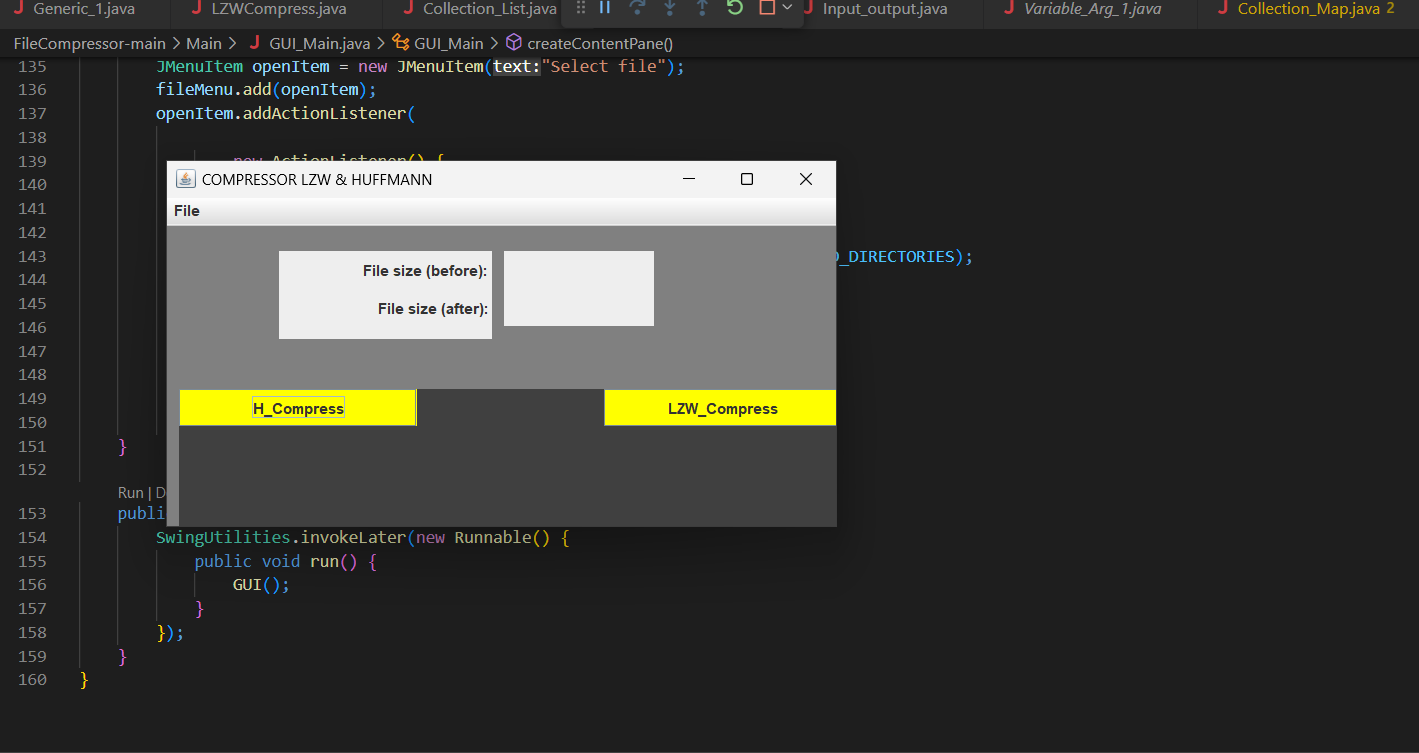 Generic_1.java LZWCompress.java Collection_List.java Input_output.java Variable_Arg_1.java Collection_Map.java 2
FileCompressor-main > Main > GUI_Main.java > GUI_Main > createContentPane()
135 JMenuItem openItem = new JMenuItem(text:"Select file");
136 fileMenu.add(openItem);
137 openItem.addActionListener(
138
139 new ActionListener() {
COMPRESSOR LZW & HUFFMANN
140
File
141
142
143 D_DIRECTORIES);
File size (before):
144
145
File size (after):
146
147
148
149
H_Compress LZW_Compress
150
151 }
152
Run | D
153 publi
154 SwingUtilities.invokeLater(new Runnable() {
155 public void run() {
156 GUI();
157 }
158 });
159 }
160 }